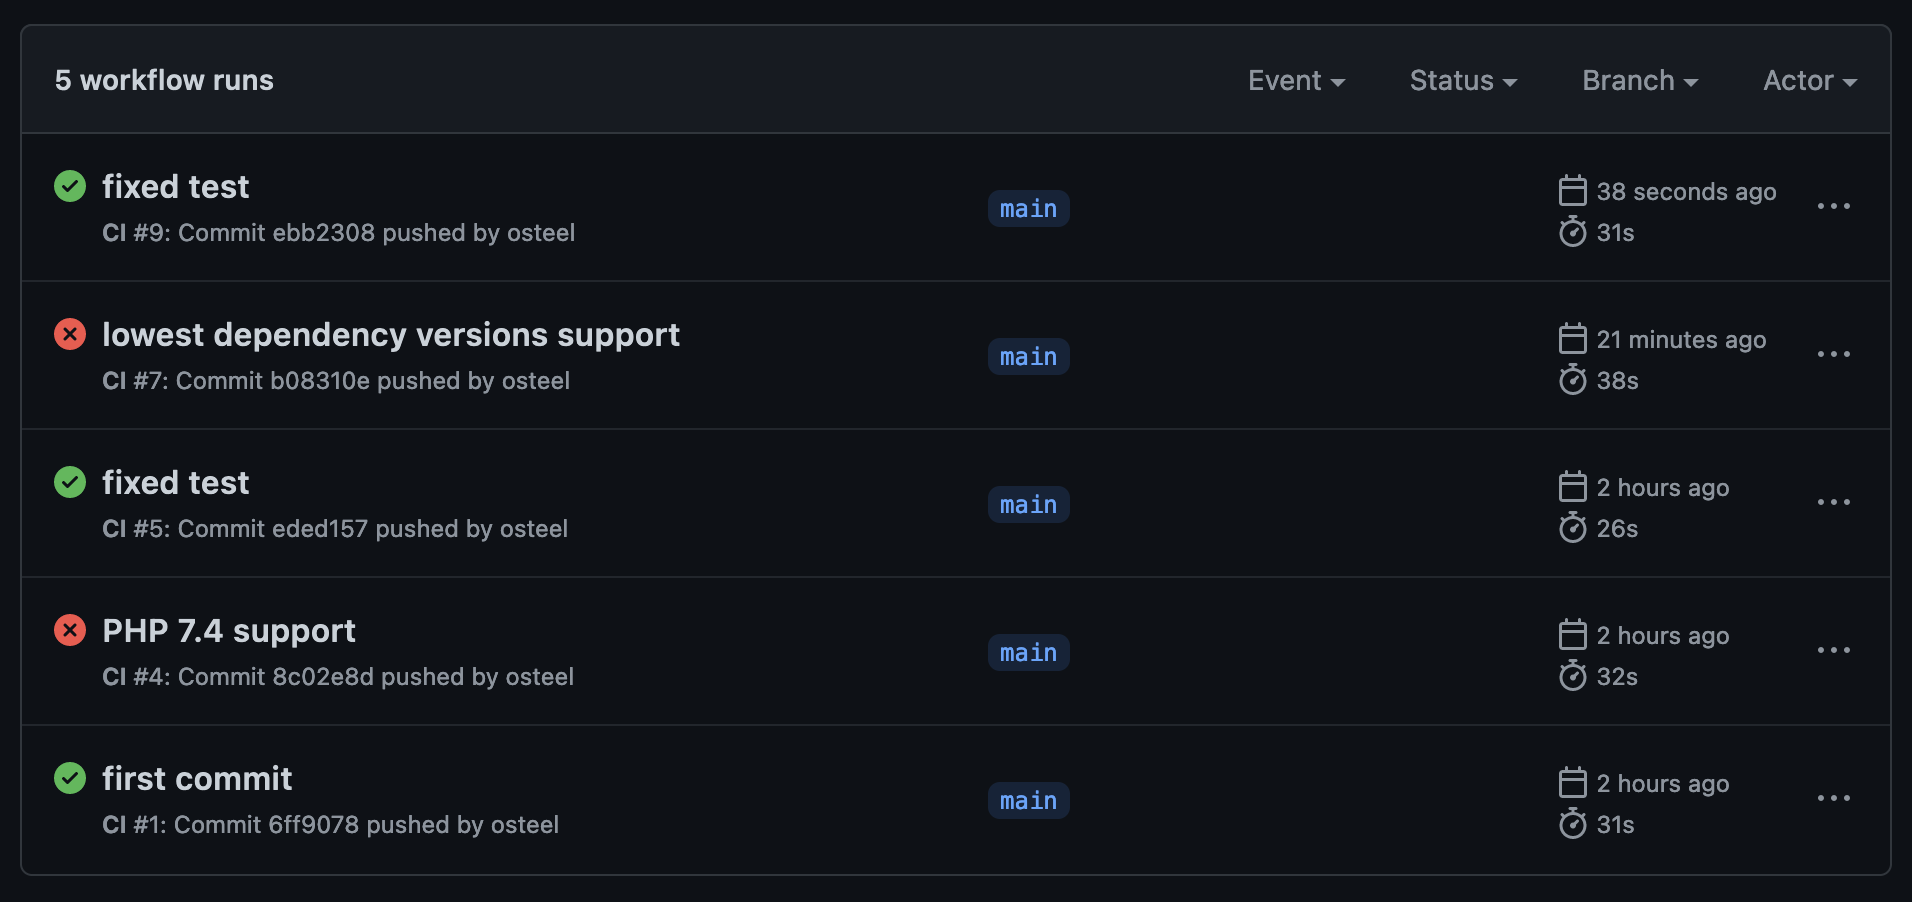 5 workflow runs
Event Status Branch Actor
fixed test
CI #9: Commit ebb2308 pushed by osteel
main
38 seconds ago
31s
lowest dependency versions support
CI #7: Commit b08310e pushed by osteel
main
21 minutes ago
38s
fixed test
CI #5: Commit eded157 pushed by osteel
main
2 hours ago
26s
PHP 7.4 support
CI #4: Commit 8c02e8d pushed by osteel
main
2 hours ago
32s
first commit
CI #1: Commit 6ff9078 pushed by osteel
main
2 hours ago
31s